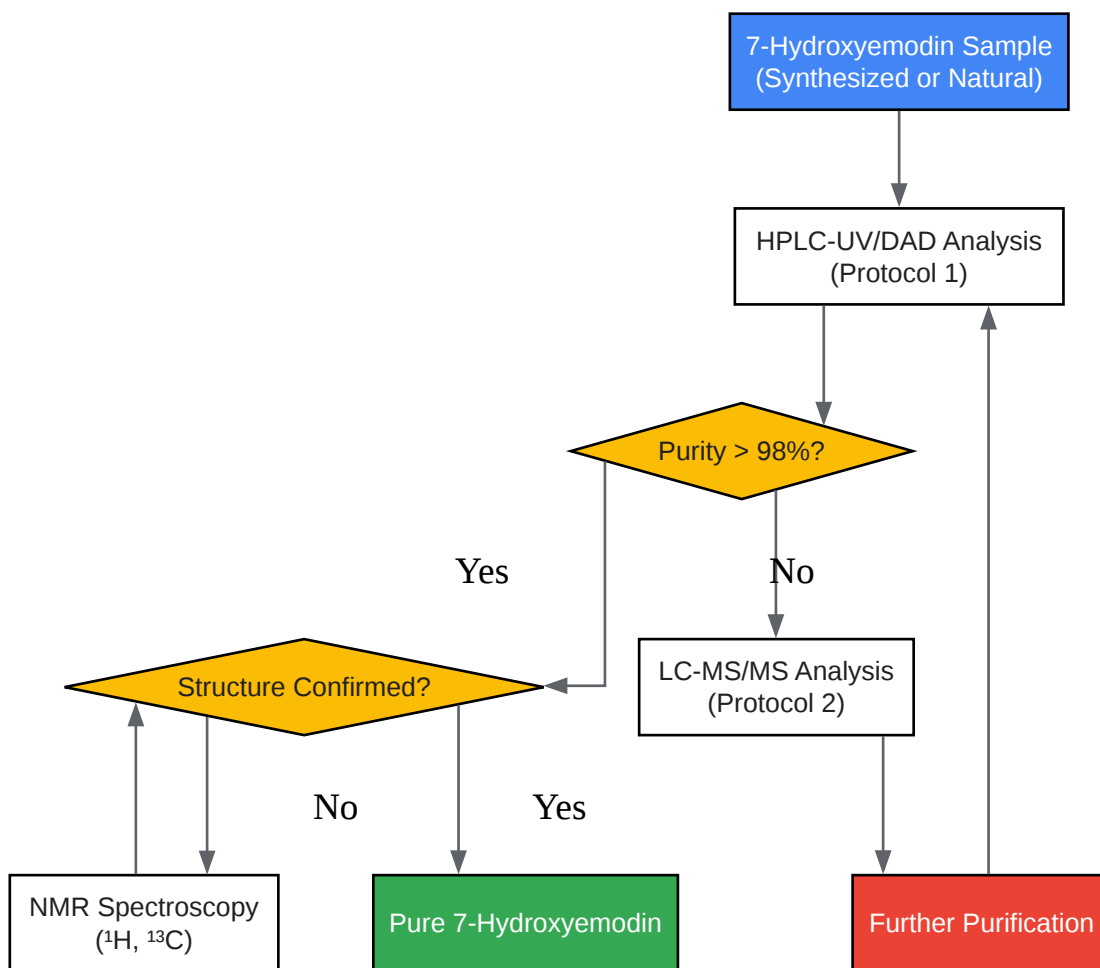 7-Hydroxyemodin Sample
(Synthesized or Natural)
HPLC-UV/DAD Analysis
(Protocol 1)
Purity > 98%?
Yes
No
Structure Confirmed?
LC-MS/MS Analysis
(Protocol 2)
No
Yes
NMR Spectroscopy
(¹H, ¹³C)
Pure 7-Hydroxyemodin
Further Purification